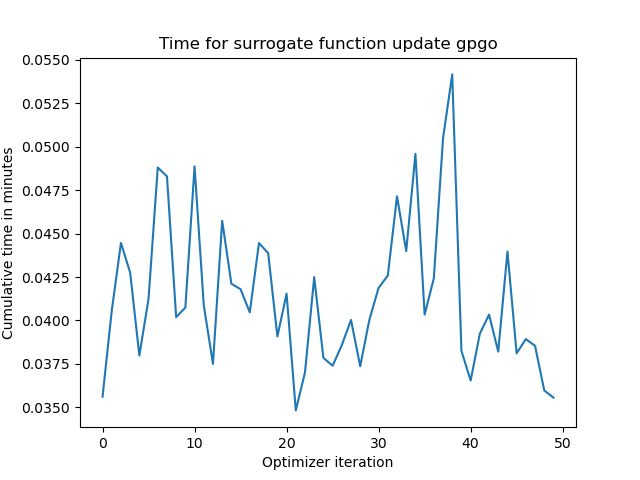 Time for surrogate function update gpgo
Cumulative time in minutes
0.0550
0.0525
0.0500
0.0475
0.0450
0.0425
0.0400
0.0375
0.0350
0 10 20 30 40 50
Optimizer iteration